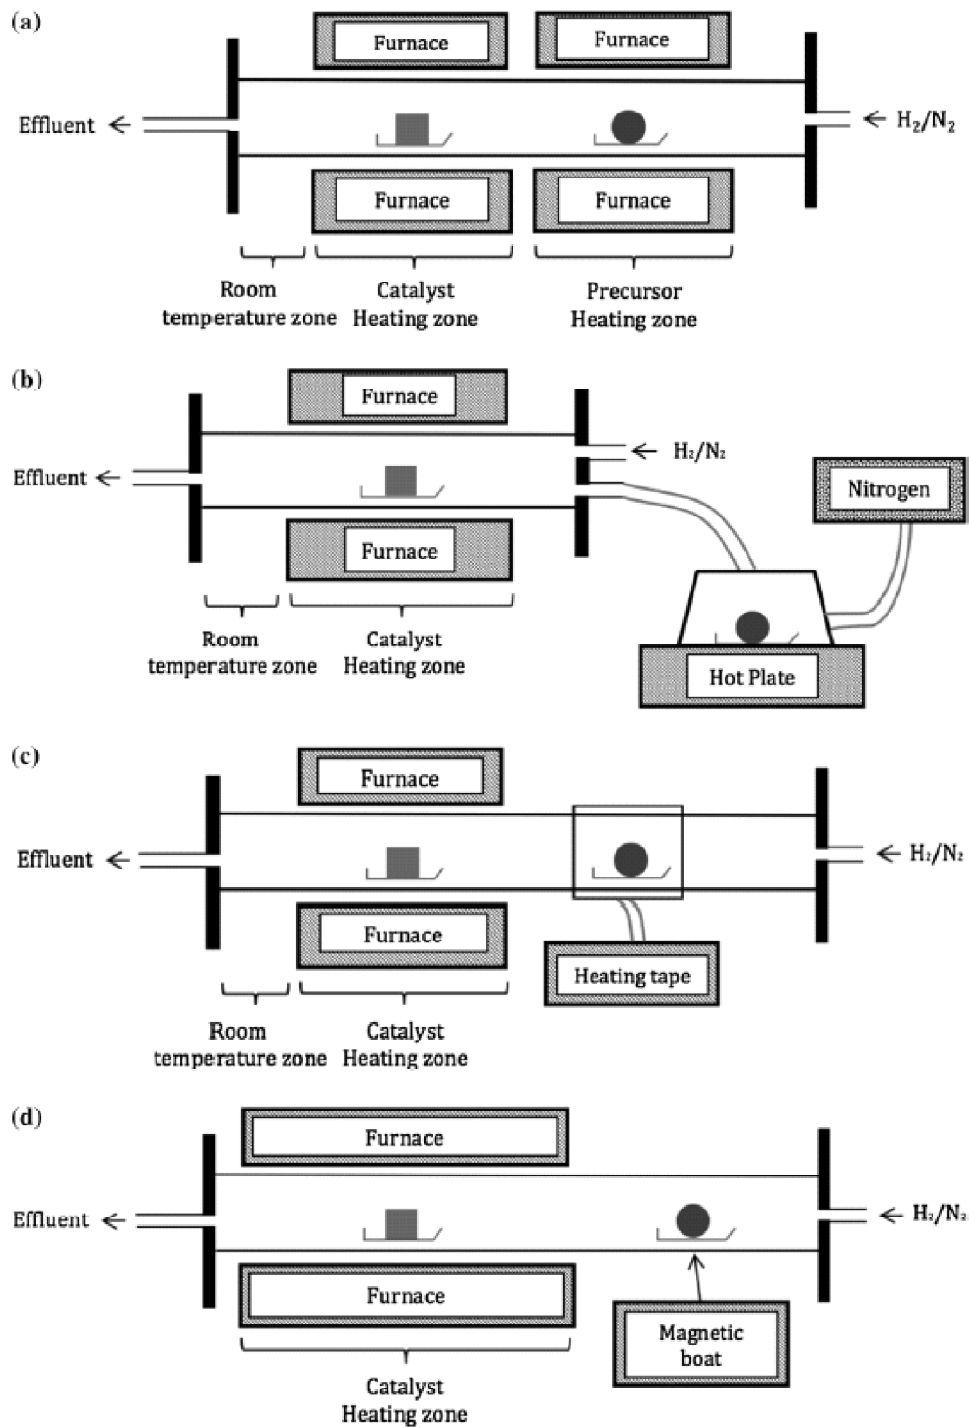 (a)
Furnace
Furnace
Effluent
H₂/N₂
Furnace
Furnace
Room
temperature zone
Catalyst
Heating zone
Precursor
Heating zone
(b)
Furnace
H₂/N₂
Effluent
Nitrogen
Furnace
Room
temperature zone
Catalyst
Heating zone
Hot Plate
(c)
Furnace
Effluent
H₂/N₂
Furnace
Heating tape
Room
temperature zone
Catalyst
Heating zone
(d)
Furnace
Effluent
H₂/N₂
Furnace
Magnetic
boat
Catalyst
Heating zone